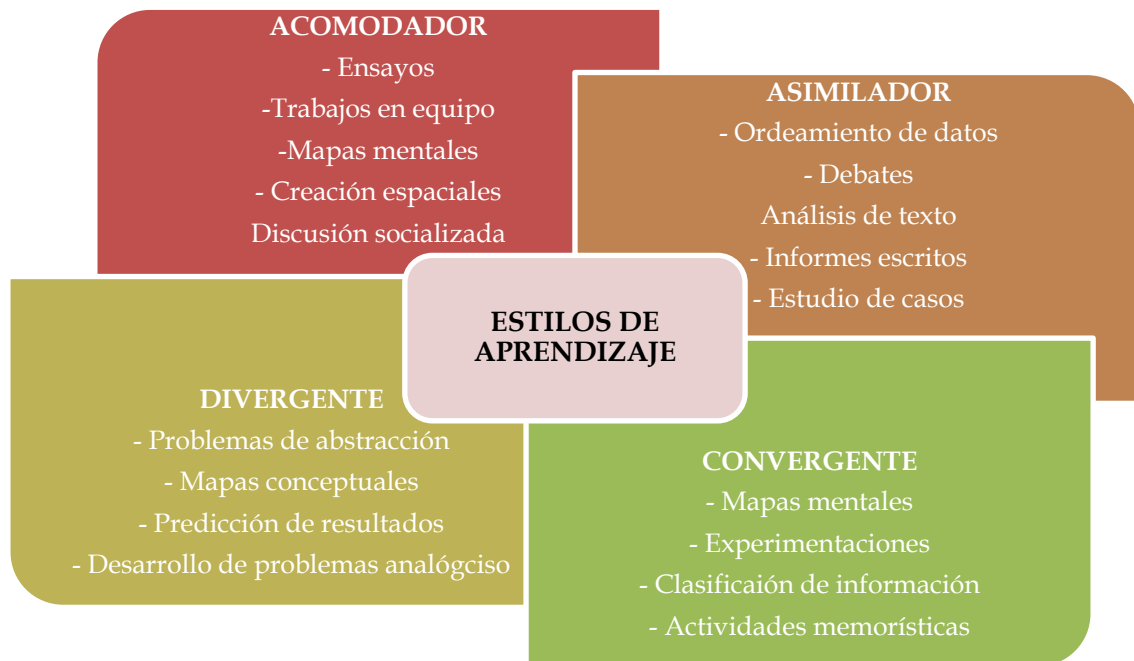 ACOMODADOR
- Ensayos
-Trabajos en equipo
-Mapas mentales
- Creación espaciales
Discusión socializada
ASIMILADOR
- Ordeamiento de datos
- Debates
Análisis de texto
- Informes escritos
- Estudio de casos
ESTILOS DE
APRENDIZAJE
DIVERGENTE
- Problemas de abstracción
- Mapas conceptuales
- Predicción de resultados
- Desarrollo de problemas analógciso
CONVERGENTE
- Mapas mentales
- Experimentaciones
- Clasificaión de información
- Actividades memorísticas